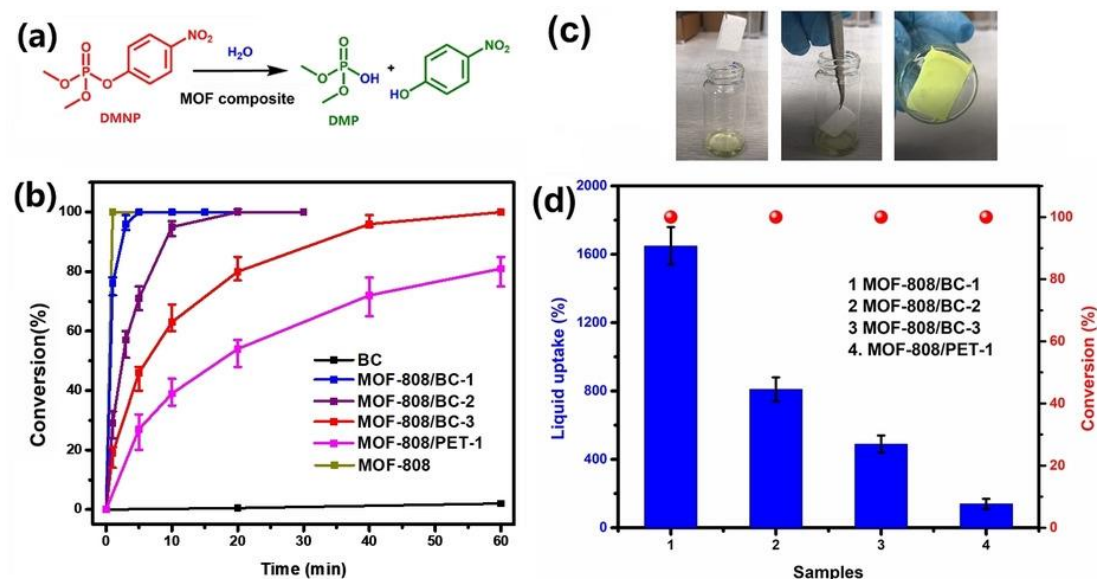 (a)
NO₂
O
P
O
O
O
DMNP
H₂O
MOF composite
O
P
OH
O
O
DMP
+
NO₂
HO
(c)
(b)
Conversion(%)
100
80
60
40
20
0
BC
MOF-808/BC-1
MOF-808/BC-2
MOF-808/BC-3
MOF-808/PET-1
MOF-808
0 10 20 30 40 50 60
Time (min)
(d)
Liquid uptake (%)
2000
1600
1200
800
400
0
1 MOF-808/BC-1
2 MOF-808/BC-2
3 MOF-808/BC-3
4. MOF-808/PET-1
100
80
60
40
20
0
Conversion (%)
1 2 3 4
Samples